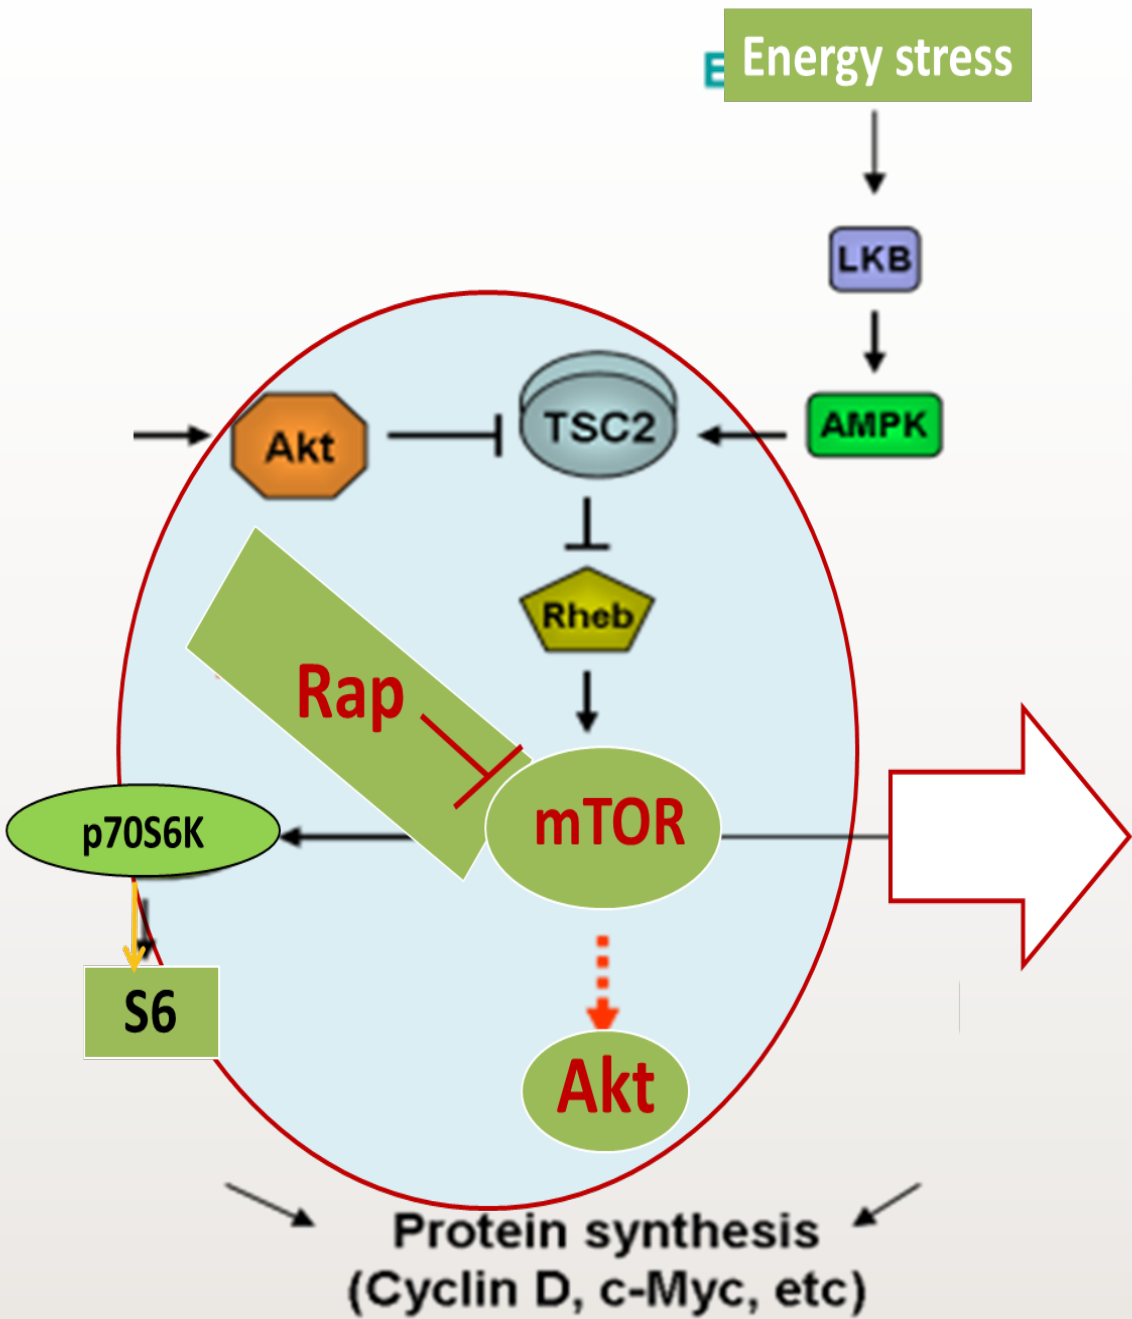 E
Energy stress
LKB
Akt
TSC2
AMPK
Rheb
Rap
p70S6K
mTOR
S6
Akt
Protein synthesis
(Cyclin D, c-Myc, etc)